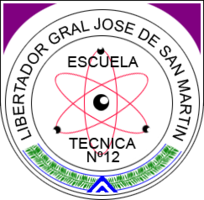 LIBERTADOR GRAL JOSE DE SAN MARTIN
ESCUELA
TECNICA
Nº12